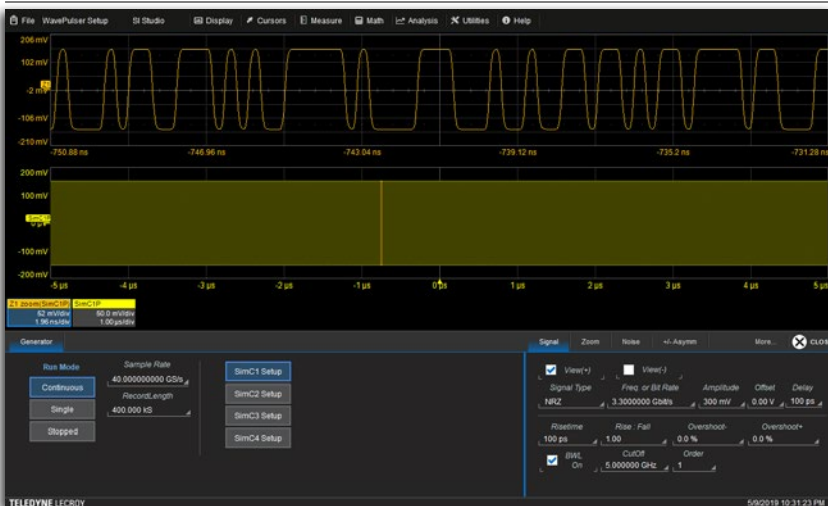 File WavePulser Setup SI Studio Display Cursors Measure Math Analysis Utilities Help
206 mV
102 mV
Z1
-2 mV
-106 mV
-210 mV
-750.88 ns -746.96 ns -743.04 ns -739.12 ns -735.2 ns -731.28 ns
200 mV
100 mV
SimC1P
0 µV
-100 mV
-200 mV
-5 µs -4 µs -3 µs -2 µs -1 µs 0 µs 1 µs 2 µs 3 µs 4 µs 5 µs
Z1 zoom(SimC1P) SimC1P
52 mV/div 50.0 mV/div
1.96 ns/div 1.00 µs/div
Generator Signal Zoom Noise +/- Asymm More... CLOS
Run Mode Sample Rate SimC1 Setup View(+) View(-)
Continuous 40.000000000 GS/s SimC2 Setup Signal Type Freq. or Bit Rate Amplitude Offset Delay
Single RecordLength NRZ 3.3000000 Gbit/s 300 mV 0.00 V 100 ps
Stopped 400.000 kS SimC3 Setup Risetime Rise : Fall Overshoot- Overshoot+
SimC4 Setup 100 ps 1.00 0.0 % 0.0 %
BWL On CutOff Order
5.000000 GHz 1
TELEDYNE LECROY 5/9/2019 10:31:23 PM